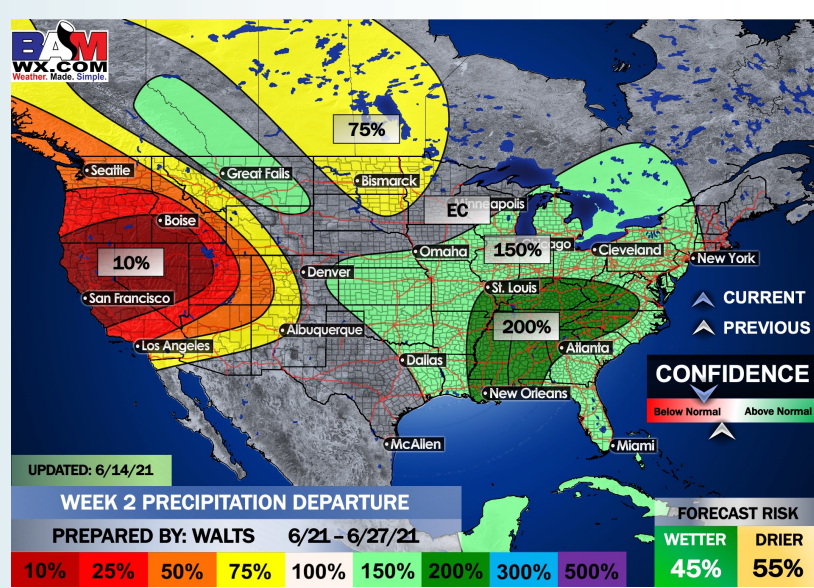 BAM
WX.COM
Weather. Made. Simple.
75%
Seattle
Great Falls
Bismarck
EC
Boise
150%
Cleveland
10%
Omaha
New York
Denver
St. Louis
San Francisco
CURRENT
200%
PREVIOUS
Los Angeles
Albuquerque
Atlanta
Dallas
CONFIDENCE
New Orleans
Below Normal
Above Normal
McAllen
Miami
UPDATED: 6/14/21
WEEK 2 PRECIPITATION DEPARTURE
PREPARED BY: WALTS 6/21 – 6/27/21
FORECAST RISK
WETTER
DRIER
45%
55%
10% 25% 50% 75% 100% 150% 200% 300% 500%